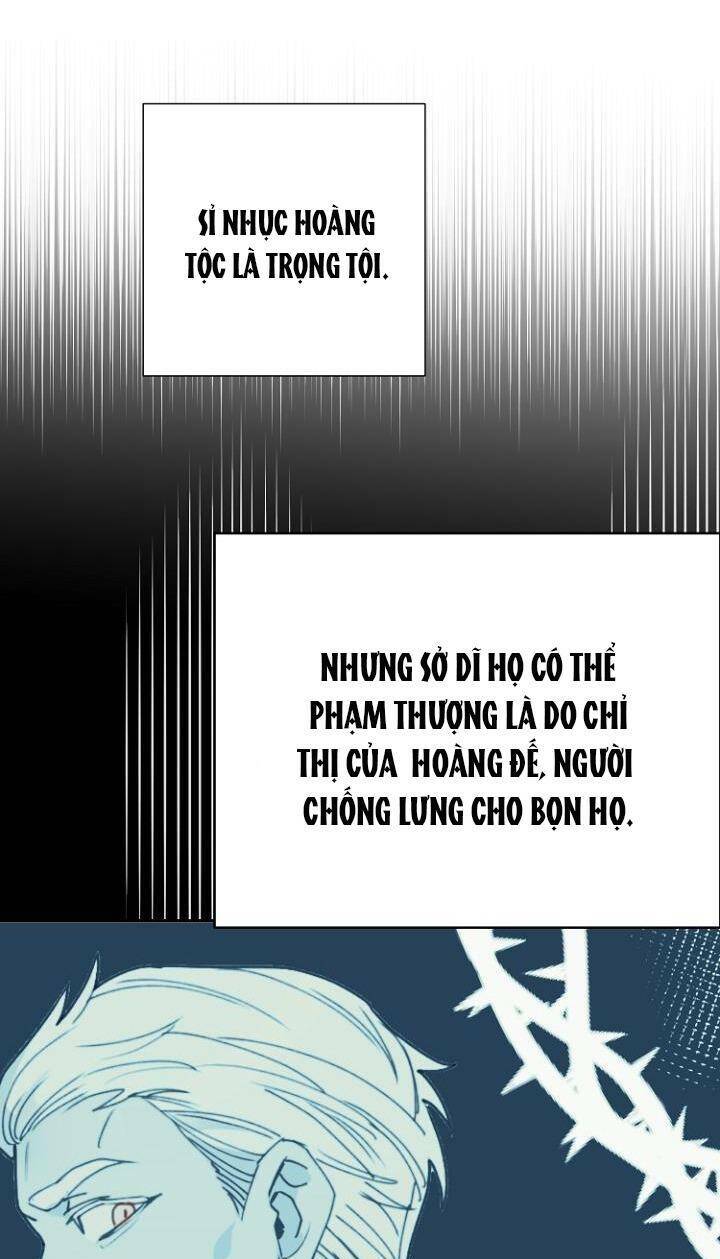 SỈ NHỤC HOÀNG
TỘC LÀ TRỌNG TỘI.
NHƯNG SỞ DĨ HỌ CÓ THỂ
PHẠM THƯỢNG LÀ DO CHỈ
THỊ CỦA HOÀNG ĐẾ, NGƯỜI
CHỐNG LƯNG CHO BỌN HỌ.